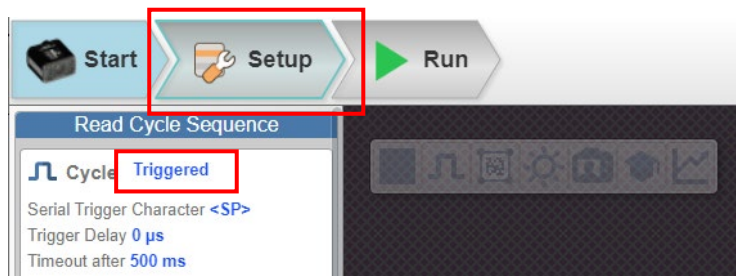 Start Setup Run
Read Cycle Sequence
Cycle Triggered
Serial Trigger Character <SP>
Trigger Delay 0 µs
Timeout after 500 ms